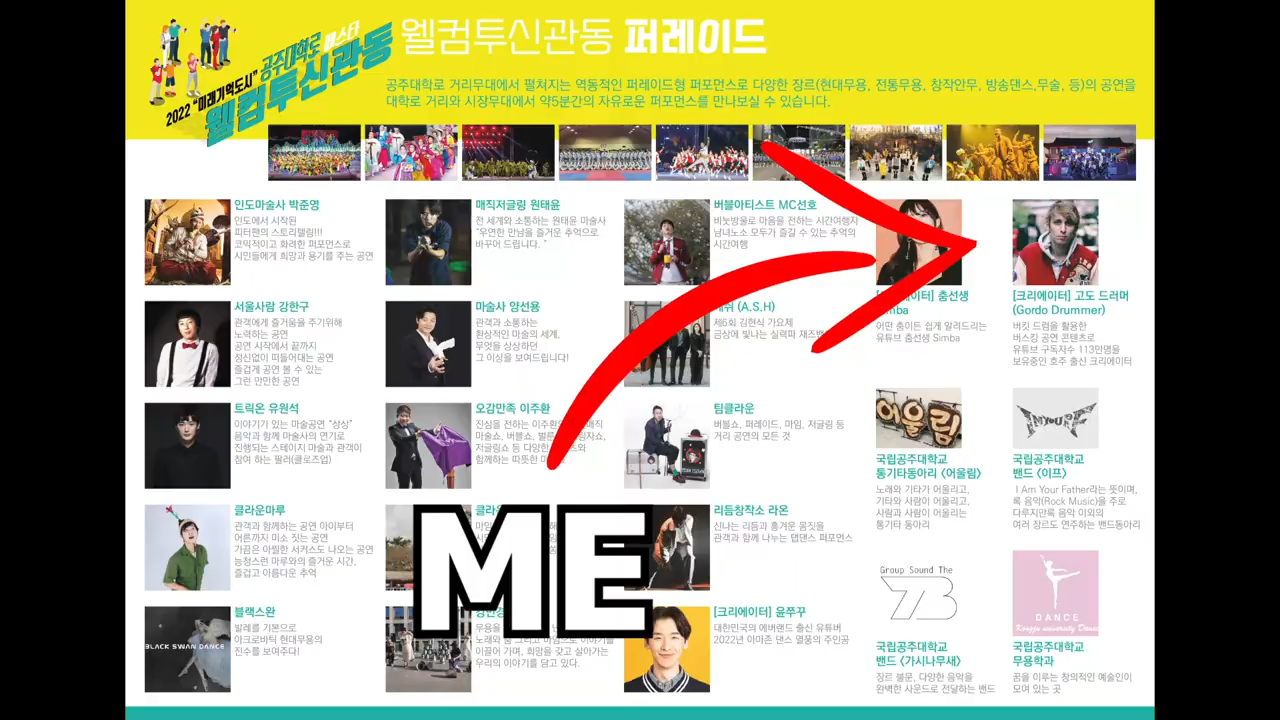 2022 "미래기억도시"
공주대학로 페스타
웰컴투신관동
웰컴투신관동 퍼레이드
공주대학로 거리무대에서 펼쳐지는 역동적인 퍼레이드형 퍼포먼스로 다양한 장르(현대무용, 전통무용, 창작안무, 방송댄스,무술, 등)의 공연을
대학로 거리와 시장무대에서 약5분간의 자유로운 퍼포먼스를 만나보실 수 있습니다.
인도마술사 박준영
인도에서 시작된
피터팬의 스토리텔링!!!
코믹적이고 화려한 퍼포먼스로
시민들에게 희망과 용기를 주는 공연
서울사람 강한구
관객에게 즐거움을 주기위해
노력하는 공연
공연 시작에서 끝까지
정신없이 떠들어대는 공연
즐겁게 공연 볼 수 있는
그런 만만한 공연
트릭온 유원석
이야기가 있는 마술공연 "상상"
음악과 함께 마술사의 연기로
진행되는 스테이지 마술과 관객이
참여 하는 팔러(클로즈업)
클라운마루
관객과 함께하는 공연 아이부터
어른까지 미소 짓는 공연
가끔은 아찔한 서커스도 나오는 공연
능청스런 마루와의 즐거운 시간,
즐겁고 아름다운 추억
블랙스완
발레를 기본으로
아크로바틱 현대무용의
진수를 보여주다!
BLACK SWAN DANCE
매직저글링 원태윤
전 세계와 소통하는 원태윤 마술사
"우연한 만남을 즐거운 추억으로
바꾸어 드립니다. "
마술사 양선용
관객과 소통하는
환상적인 마술의 세계,
무엇을 상상하던
그 이상을 보여드립니다!
오감만족 이주환
진심을 전하는
마술쇼, 버블쇼,
저글링쇼 등 다양한
함께하는 따뜻한
ME
무용을
노래와
이끌어 가며, 희망을 갖고 살아가는
우리의 이야기를 담고 있다.
버블아티스트 MC선호
비눗방울로 마음을 전하는 시간여행자
남녀노소 모두가 즐길 수 있는 추억의
시간여행
(A.S.H)
제6회 김현식 가요제
금상에 빛나는 실력파
팀클라운
버블쇼, 퍼레이드, 마임, 저글링 등
거리 공연의 모든 것
리듬창작소 라온
신나는 리듬과 흥겨운 몸짓을
관객과 함께 나누는 탭댄스 퍼포먼스
[크리에이터] 윤쭈꾸
대한민국의 에버랜드 출신 유튜버
2022년 아마존 댄스 열풍의 주인공
춤선생
어떤 춤이든 쉽게 알려드리는
유튜브 춤선생 Simba
[크리에이터] 고도 드러머
(Gordo Drummer)
버킷 드럼을 활용한
버스킹 공연 콘텐츠로
유튜브 구독자수 113만명을
보유중인 호주 출신 크리에이터
어울림
국립공주대학교
통기타동아리 <어울림>
노래와 기타가 어울리고,
기타와 사람이 어울리고,
사람과 사람이 어울리는
통기타 동아리
국립공주대학교
밴드 <이프>
I Am Your Father라는 뜻이며,
록 음악(Rock Music)을 주로
다루지만록 음악 이외의
여러 장르도 연주하는 밴드동아리
Group Sound The
국립공주대학교
밴드 <가시나무새>
장르 불문, 다양한 음악을
완벽한 사운드로 전달하는 밴드
DANCE
Kongju university Dance
국립공주대학교
무용학과
꿈을 이루는 창의적인 예술인이
모여 있는 곳